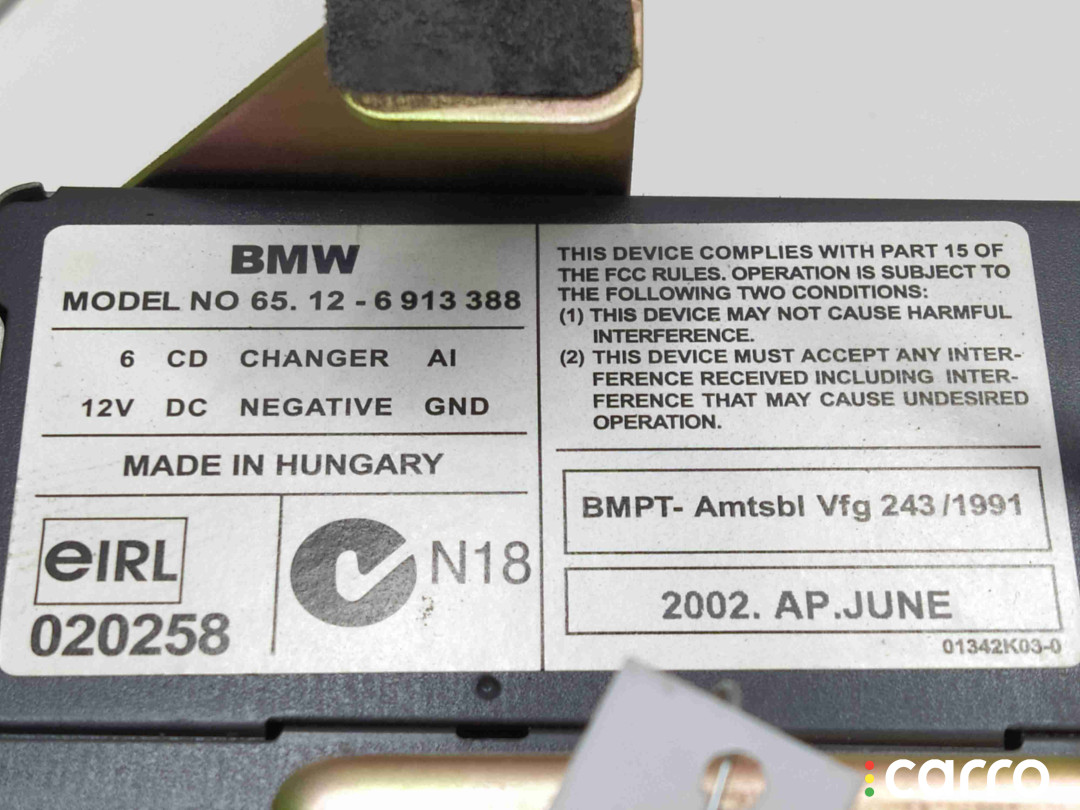 BMW
MODEL NO 65. 12 - 6 913 388
6 CD CHANGER AI
12V DC NEGATIVE GND
MADE IN HUNGARY
eIRL
020258
N18
THIS DEVICE COMPLIES WITH PART 15 OF
THE FCC RULES. OPERATION IS SUBJECT TO
THE FOLLOWING TWO CONDITIONS:
(1) THIS DEVICE MAY NOT CAUSE HARMFUL
INTERFERENCE.
(2) THIS DEVICE MUST ACCEPT ANY INTER-
FERENCE RECEIVED INCLUDING INTER-
FERENCE THAT MAY CAUSE UNDESIRED
OPERATION.
BMPT- Amtsbl Vfg 243/1991
2002. AP.JUNE
01342K03-0
carro